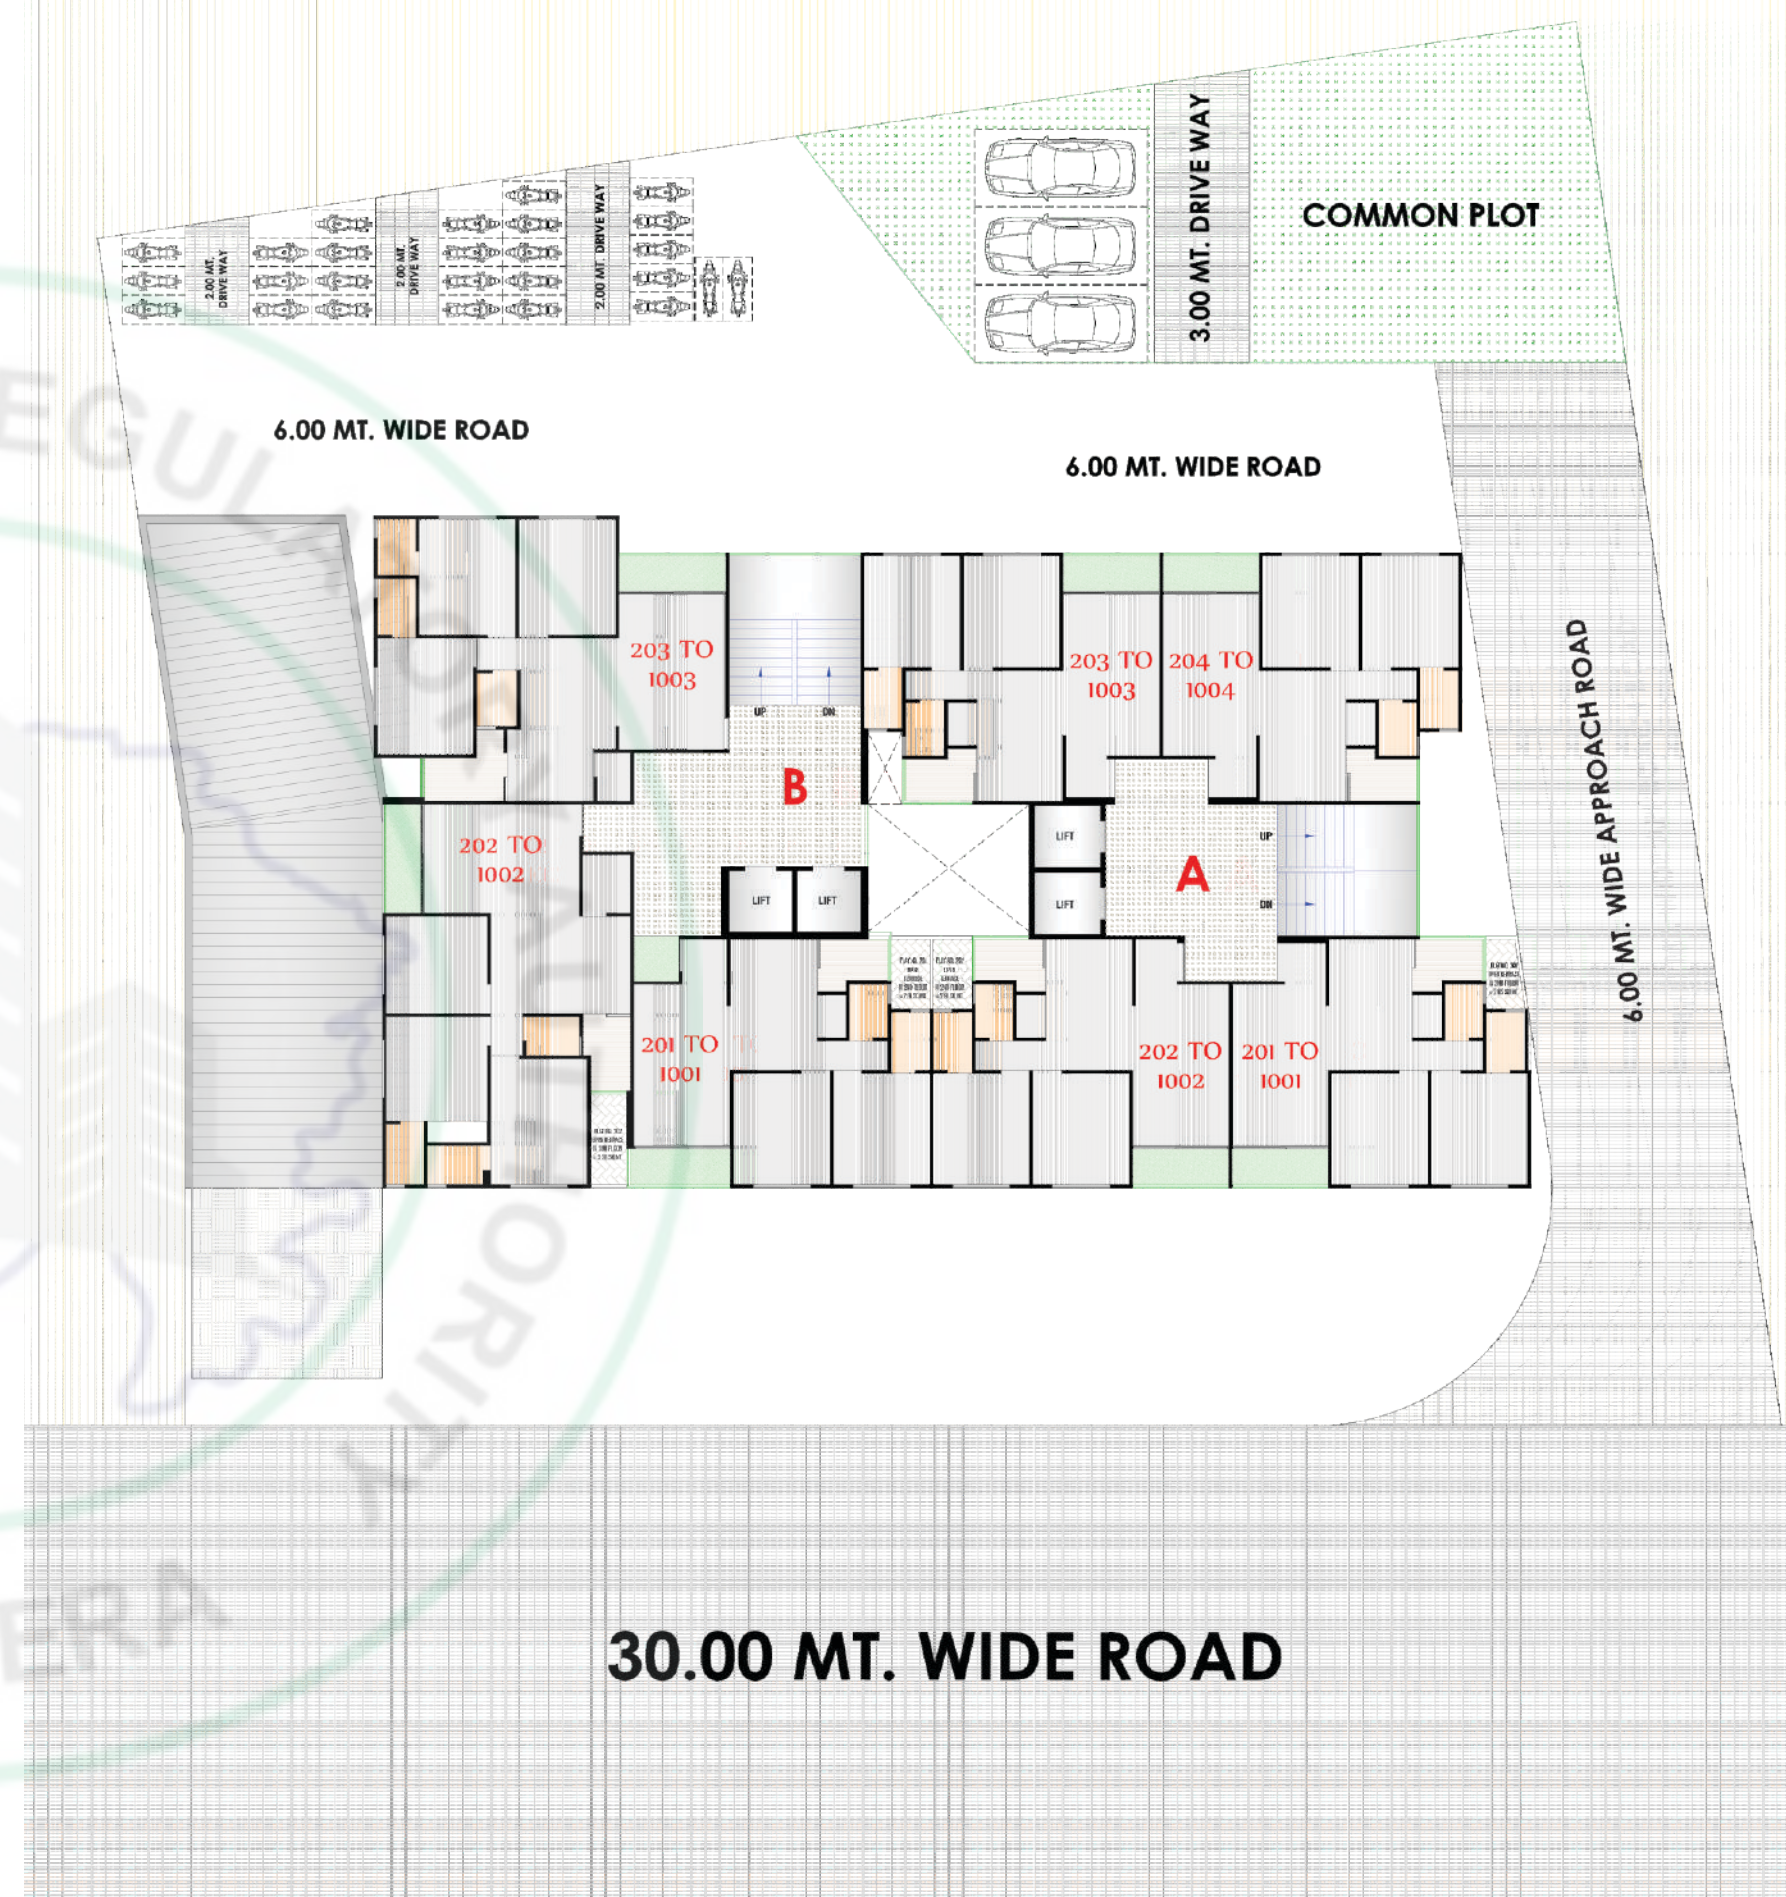 COMMON PLOT
3.00 MT. DRIVE WAY
2.00 MT.
DRIVE WAY
2.00 MT.
DRIVE WAY
2.00 MT. DRIVE WAY
6.00 MT. WIDE ROAD
6.00 MT. WIDE ROAD
203 TO
1003
UP
DN
203 TO
1003
204 TO
1004
6.00 MT. WIDE APPROACH ROAD
B
202 TO
1002
LIFT
LIFT
LIFT
LIFT
A
UP
DN
201 TO
1001
202 TO
1002
201 TO
1001
30.00 MT. WIDE ROAD
REGULATORY AUTHORITY
ERA